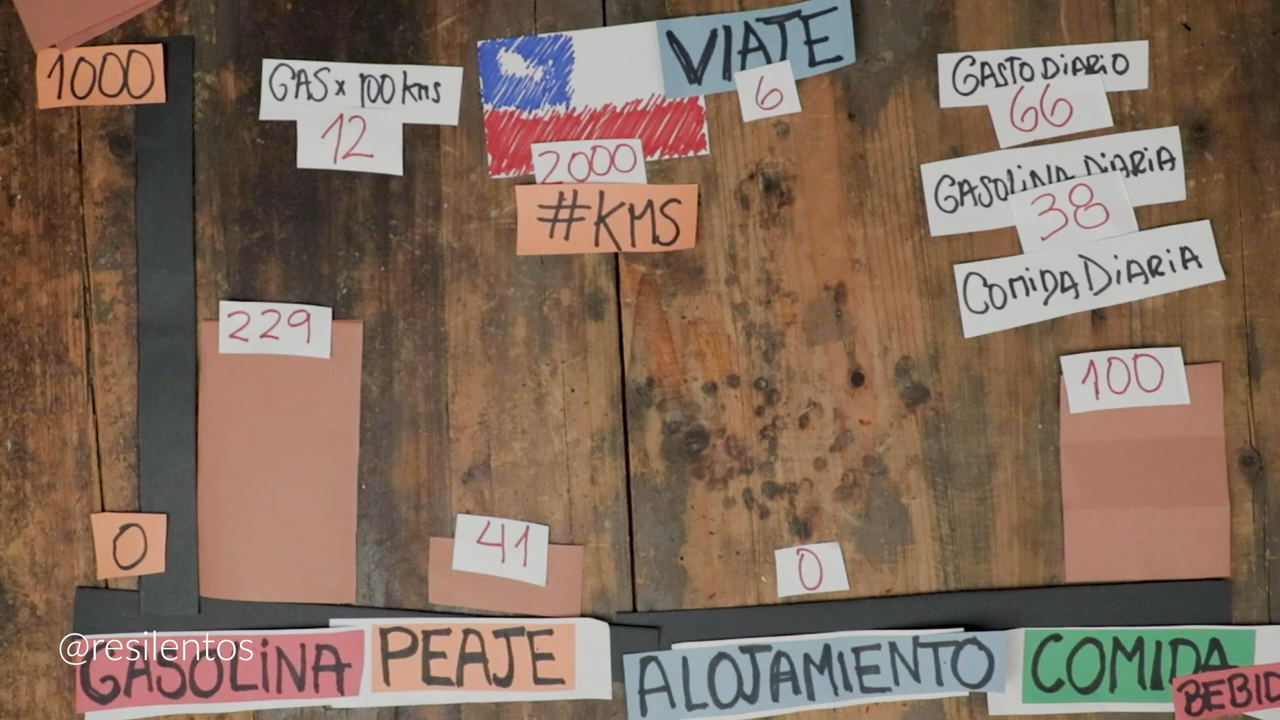 VIATE
1000
GAS x 100 kms
12
6
GASTO DIARIO
66
2000
#KMS
GASOLINA DIARIA
38
COMIDA DIARIA
229
100
0
41
0
@resilentos
GASOLINA
PEAJE
ALOJAMIENTO
COMIDA
BEBID